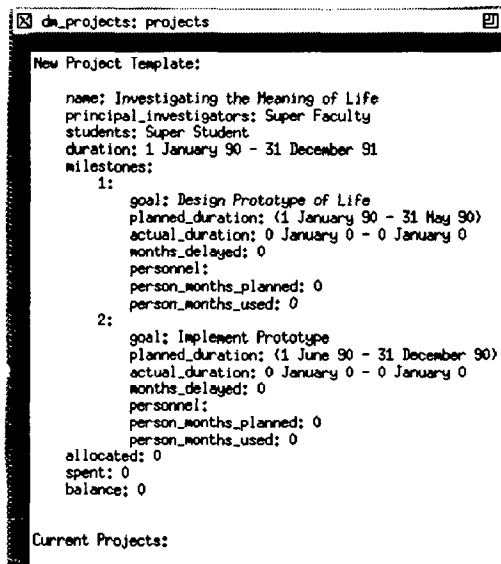 dm_projects: projects
New Project Template:
name: Investigating the Meaning of Life
principal_investigators: Super Faculty
students: Super Student
duration: 1 January 90 - 31 December 91
milestones:
1:
goal: Design Prototype of Life
planned_duration: (1 January 90 - 31 May 90)
actual_duration: 0 January 0 - 0 January 0
months_delayed: 0
personnel:
person_months_planned: 0
person_months_used: 0
2:
goal: Implement Prototype
planned_duration: (1 June 90 - 31 December 90)
actual_duration: 0 January 0 - 0 January 0
months_delayed: 0
personnel:
person_months_planned: 0
person_months_used: 0
allocated: 0
spent: 0
balance: 0
Current Projects: